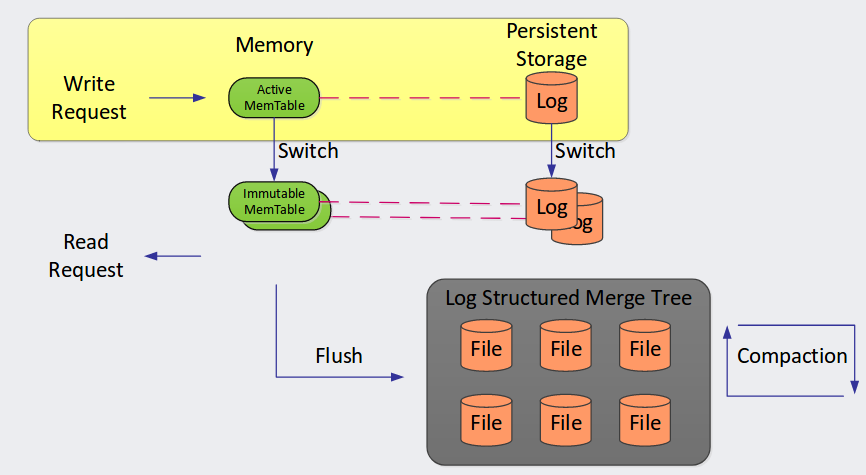 Memory
Persistent
Storage
Write
Request
Active
MemTable
Log
Switch
Switch
Immutable
MemTable
Log
og
Read
Request
Log Structured Merge Tree
File
File
File
Flush
Compaction
File
File
File